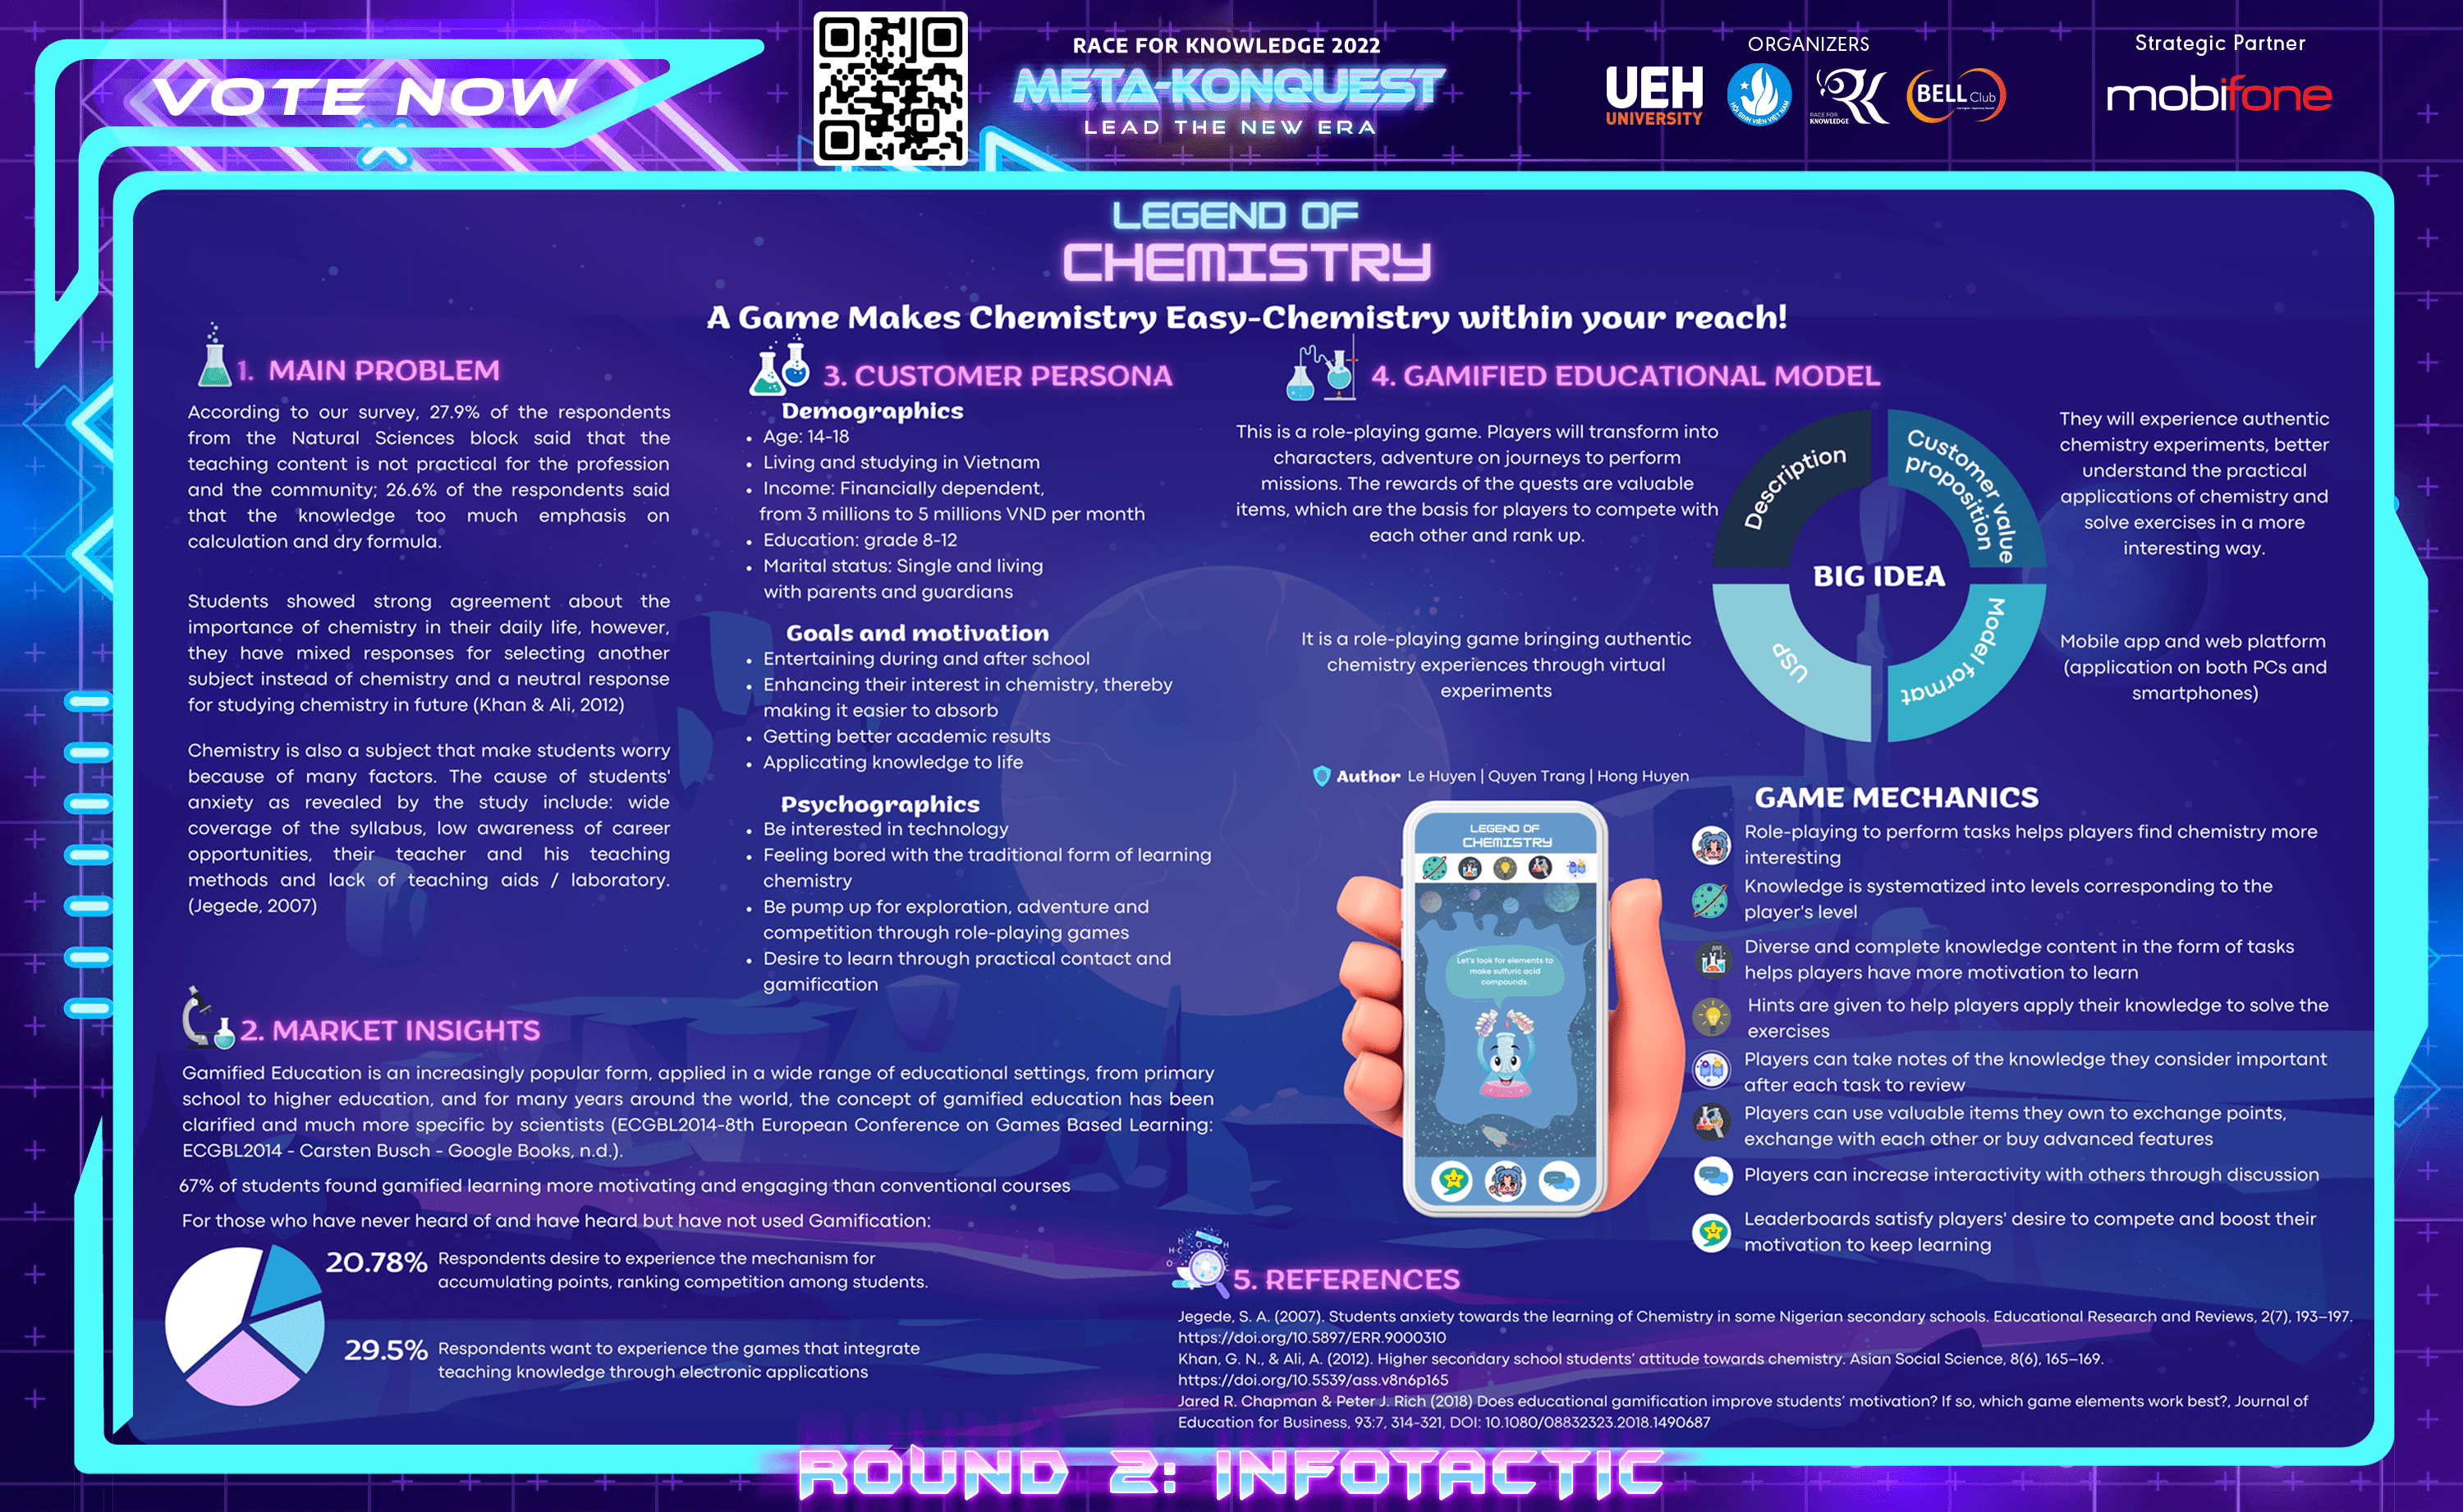 VOTE NOW
RACE FOR KNOWLEDGE 2022
META-KONQUEST
LEAD THE NEW ERA
ORGANIZERS
UEH
UNIVERSITY
HỘI SINH VIÊN VIỆT NAM
RACE FOR
KNOWLEDGE
BELL Club
Strategic Partner
mobifone
LEGEND OF
CHEMISTRY
A Game Makes Chemistry Easy-Chemistry within your reach!
1. MAIN PROBLEM
According to our survey, 27.9% of the respondents
from the Natural Sciences block said that the
teaching content is not practical for the profession
and the community; 26.6% of the respondents said
that the knowledge too much emphasis on
calculation and dry formula.
Students showed strong agreement about the
importance of chemistry in their daily life, however,
they have mixed responses for selecting another
subject instead of chemistry and a neutral response
for studying chemistry in future (Khan & Ali, 2012)
Chemistry is also a subject that make students worry
because of many factors. The cause of students'
anxiety as revealed by the study include: wide
coverage of the syllabus, low awareness of career
opportunities, their teacher and his teaching
methods and lack of teaching aids / laboratory.
(Jegede, 2007)
2. MARKET INSIGHTS
Gamified Education is an increasingly popular form, applied in a wide range of educational settings, from primary
school to higher education, and for many years around the world, the concept of gamified education has been
clarified and much more specific by scientists (ECGBL2014-8th European Conference on Games Based Learning:
ECGBL2014 - Carsten Busch - Google Books, n.d.).
67% of students found gamified learning more motivating and engaging than conventional courses
For those who have never heard of and have heard but have not used Gamification:
20.78%
Respondents desire to experience the mechanism for
accumulating points, ranking competition among students.
29.5%
Respondents want to experience the games that integrate
teaching knowledge through electronic applications
3. CUSTOMER PERSONA
Demographics
• Age: 14-18
• Living and studying in Vietnam
• Income: Financially dependent,
from 3 millions to 5 millions VND per month
• Education: grade 8-12
• Marital status: Single and living
with parents and guardians
Goals and motivation
• Entertaining during and after school
• Enhancing their interest in chemistry, thereby
making it easier to absorb
• Getting better academic results
• Applicating knowledge to life
Psychographics
• Be interested in technology
• Feeling bored with the traditional form of learning
chemistry
• Be pump up for exploration, adventure and
competition through role-playing games
• Desire to learn through practical contact and
gamification
4. GAMIFIED EDUCATIONAL MODEL
This is a role-playing game. Players will transform into
characters, adventure on journeys to perform
missions. The rewards of the quests are valuable
items, which are the basis for players to compete with
each other and rank up.
Description
Customer value
proposition
BIG IDEA
USP
Model format
They will experience authentic
chemistry experiments, better
understand the practical
applications of chemistry and
solve exercises in a more
interesting way.
It is a role-playing game bringing authentic
chemistry experiences through virtual
experiments
Mobile app and web platform
(application on both PCs and
smartphones)
Author Le Huyen | Quyen Trang | Hong Huyen
LEGEND OF
CHEMISTRY
Let's look for elements to
make sulfuric acid
compounds.
GAME MECHANICS
Role-playing to perform tasks helps players find chemistry more
interesting
Knowledge is systematized into levels corresponding to the
player's level
Diverse and complete knowledge content in the form of tasks
helps players have more motivation to learn
Hints are given to help players apply their knowledge to solve the
exercises
Players can take notes of the knowledge they consider important
after each task to review
Players can use valuable items they own to exchange points,
exchange with each other or buy advanced features
Players can increase interactivity with others through discussion
Leaderboards satisfy players' desire to compete and boost their
motivation to keep learning
5. REFERENCES
Jegede, S. A. (2007). Students anxiety towards the learning of Chemistry in some Nigerian secondary schools. Educational Research and Reviews, 2(7), 193–197.
https://doi.org/10.5897/ERR.9000310
Khan, G. N., & Ali, A. (2012). Higher secondary school students' attitude towards chemistry. Asian Social Science, 8(6), 165–169.
https://doi.org/10.5539/ass.v8n6p165
Jared R. Chapman & Peter J. Rich (2018) Does educational gamification improve students' motivation? If so, which game elements work best?, Journal of
Education for Business, 93:7, 314-321, DOI: 10.1080/08832323.2018.1490687
ROUND 2: INFOTACTIC